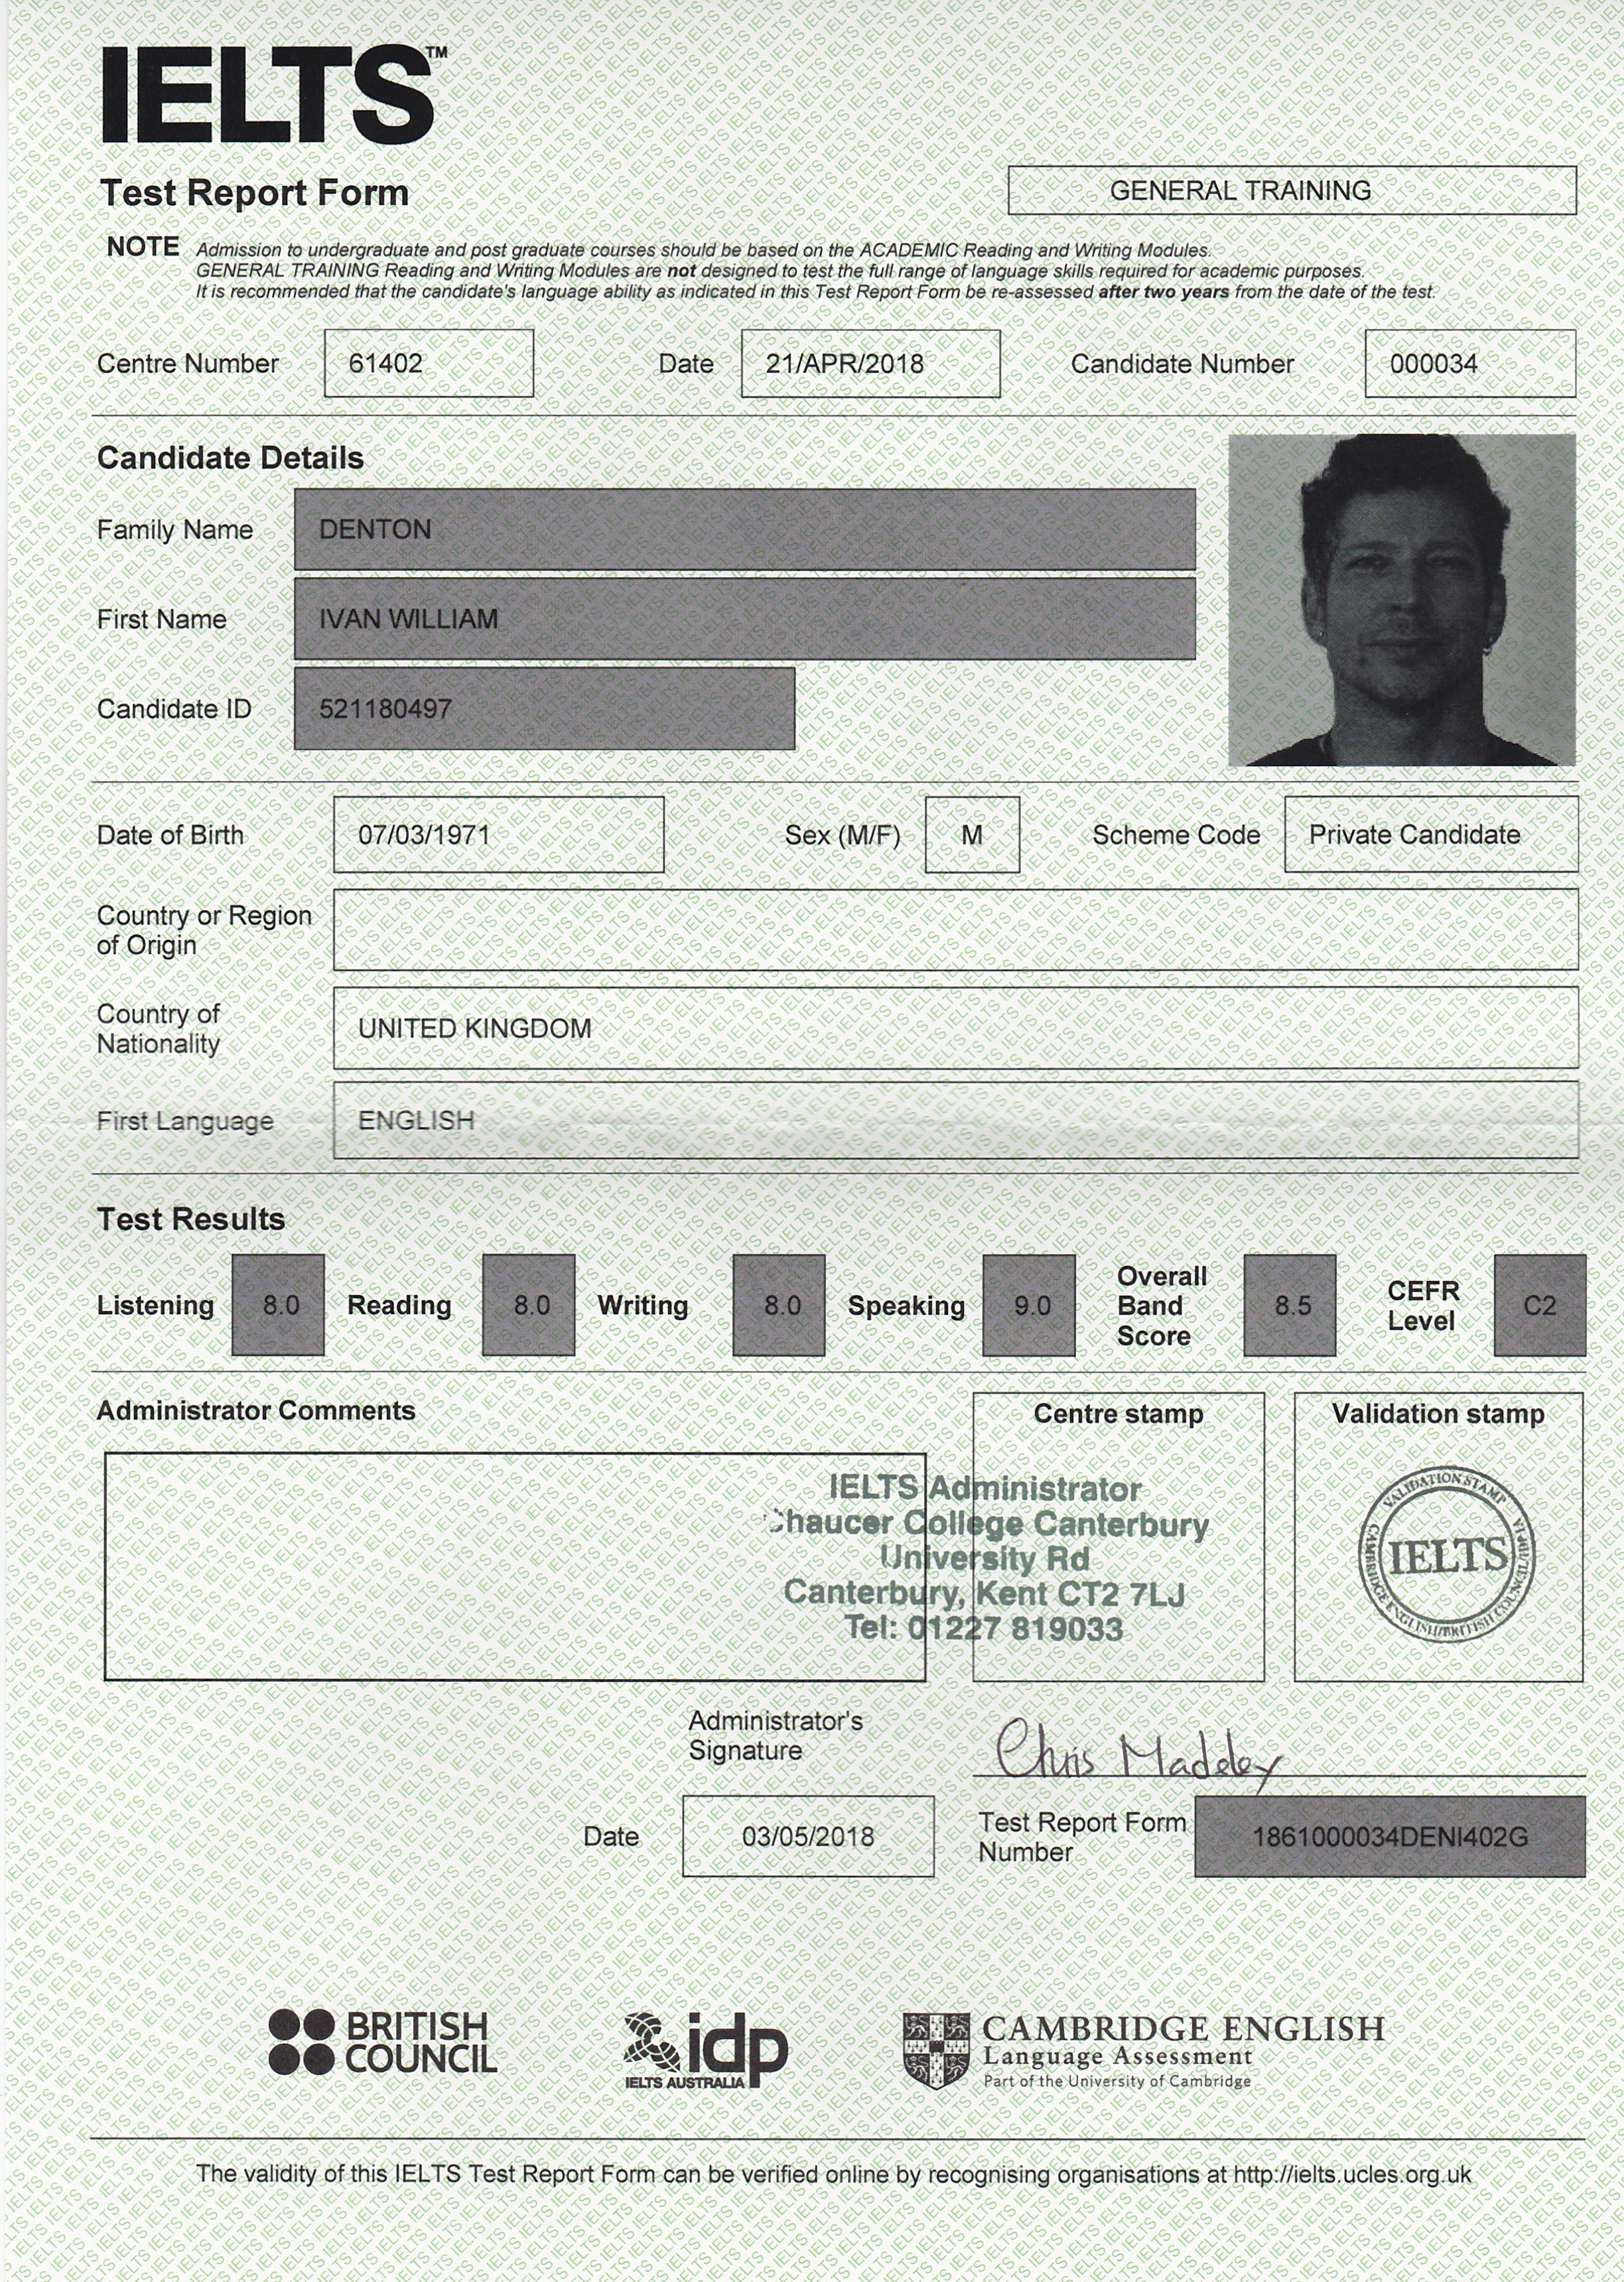 IELTS™
Test Report Form
GENERAL TRAINING
NOTE Admission to undergraduate and post graduate courses should be based on the ACADEMIC Reading and Writing Modules.
GENERAL TRAINING Reading and Writing Modules are not designed to test the full range of language skills required for academic purposes.
It is recommended that the candidate's language ability as indicated in this Test Report Form be re-assessed after two years from the date of the test.
Centre Number 61402 Date 21/APR/2018 Candidate Number 000034
Candidate Details
Family Name DENTON
First Name IVAN WILLIAM
Candidate ID 521180497
Date of Birth 07/03/1971 Sex (M/F) M Scheme Code Private Candidate
Country or Region
of Origin
Country of
Nationality
UNITED KINGDOM
First Language ENGLISH
Test Results
Listening 8.0 Reading 8.0 Writing 8.0 Speaking 9.0
Overall
Band
Score
8.5
CEFR
Level
C2
Administrator Comments
Centre stamp
IELTS Administrator
haucer College Canterbury
University Rd
Canterbury, Kent CT2 7LJ
Tel: 01227 819033
Validation stamp
VALIDATION STAMP
IELTS
CAMBRIDGE ENGLISH/BRITISH COUNCIL/IDP:IA
Administrator's
Signature
Chris Maddey
Date 03/05/2018
Test Report Form
Number
1861000034DENI402G
BRITISH
COUNCIL
idp
IELTS AUSTRALIA
CAMBRIDGE ENGLISH
Language Assessment
Part of the University of Cambridge
The validity of this IELTS Test Report Form can be verified online by recognising organisations at http://ielts.ucles.org.uk